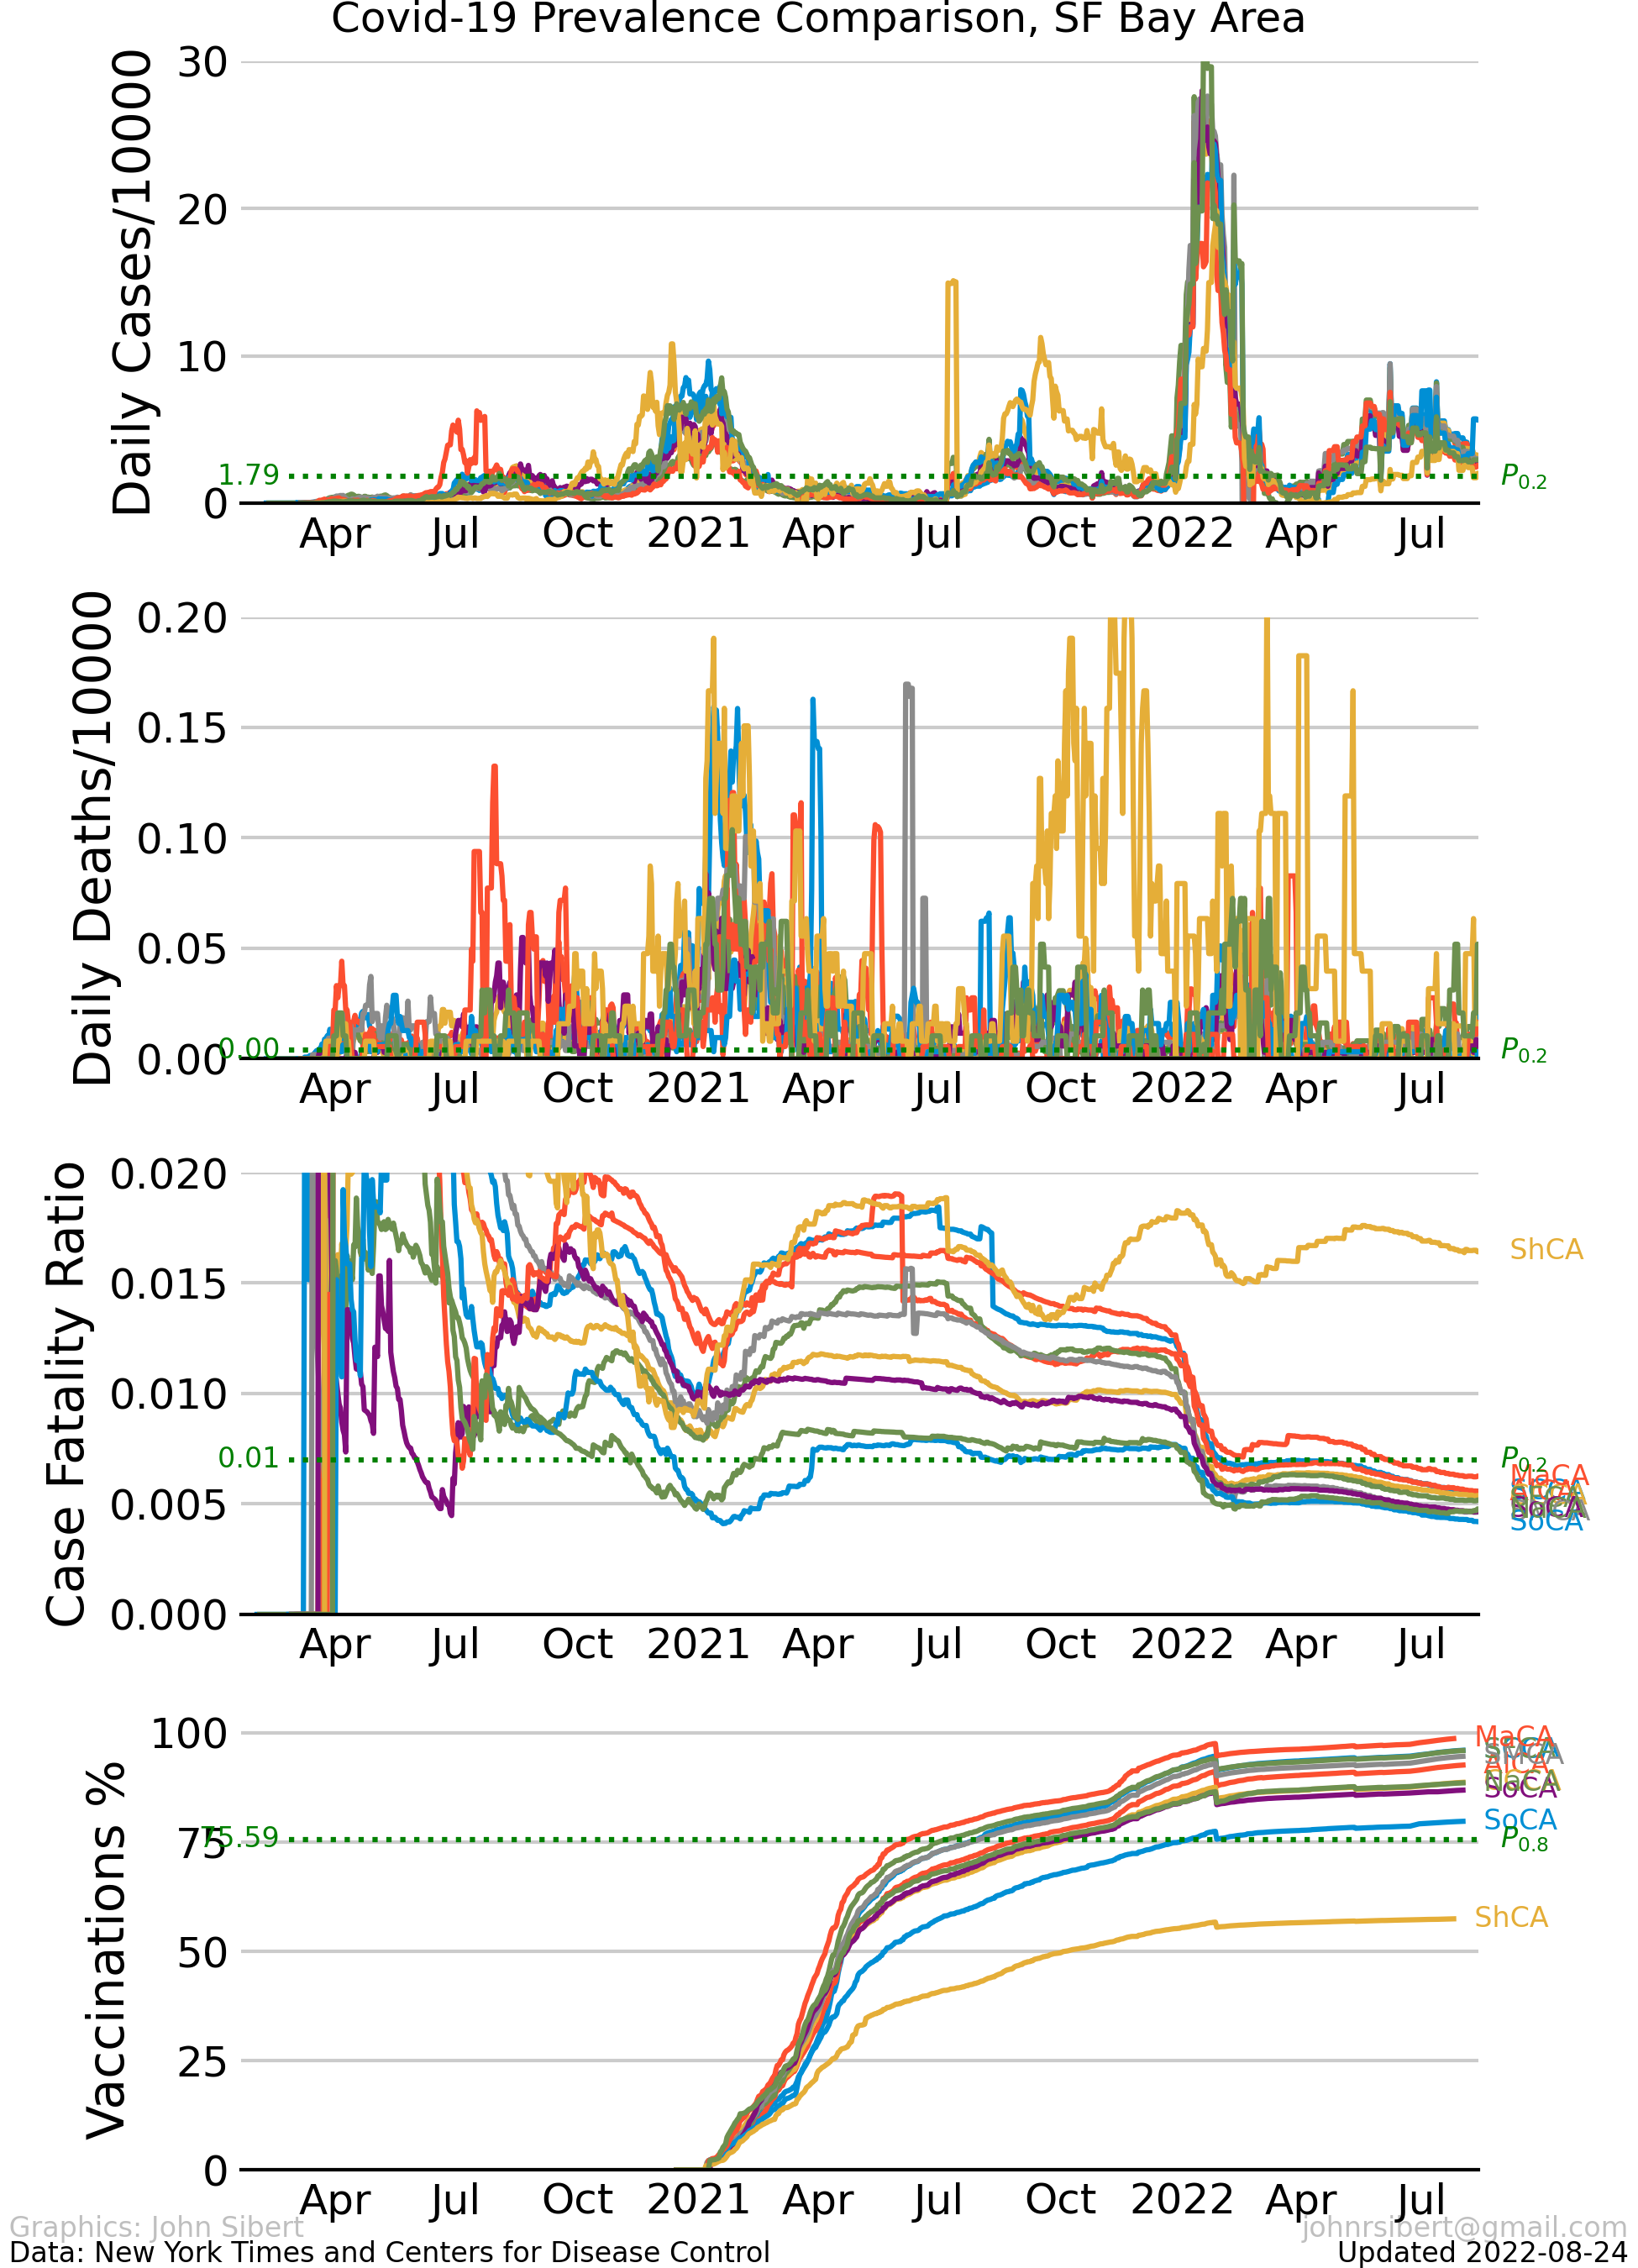 Covid-19 Prevalence Comparison, SF Bay Area
Daily Cases/10000
30
20
10
0
1.79
P0.2
Apr Jul Oct 2021 Apr Jul Oct 2022 Apr Jul
Daily Deaths/10000
0.20
0.15
0.10
0.05
0.00
0.00
P0.2
Apr Jul Oct 2021 Apr Jul Oct 2022 Apr Jul
Case Fatality Ratio
0.020
0.015
0.010
0.005
0.000
0.01
ShCA
P0.2
MaCA
SoCA
SoCA
Apr Jul Oct 2021 Apr Jul Oct 2022 Apr Jul
Vaccinations %
100
75
50
25
0
75.59
MaCA
AlCA
NaCA
SoCA
SoCA
P0.8
ShCA
Apr Jul Oct 2021 Apr Jul Oct 2022 Apr Jul
Graphics: John Sibert
johnrsibert@gmail.com
Data: New York Times and Centers for Disease Control
Updated 2022-08-24